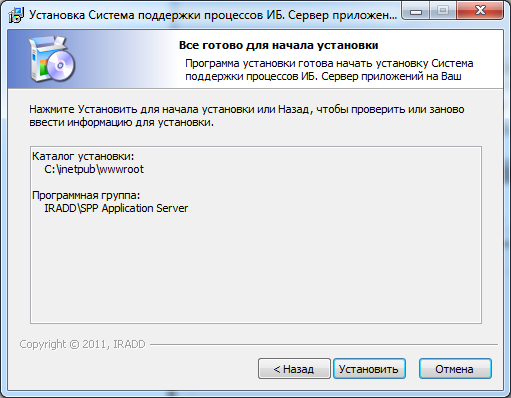 Установка Система поддержки процессов ИБ. Сервер приложен...
Все готово для начала установки
Программа установки готова начать установку Система
поддержки процессов ИБ. Сервер приложений на Ваш
Нажмите Установить для начала установки или Назад, чтобы проверить или заново
ввести информацию для установки.
Каталог установки:
C:\inetpub\wwwroot
Программная группа:
IRADD\SPP Application Server
Copyright © 2011, IRADD
< Назад
Установить
Отмена